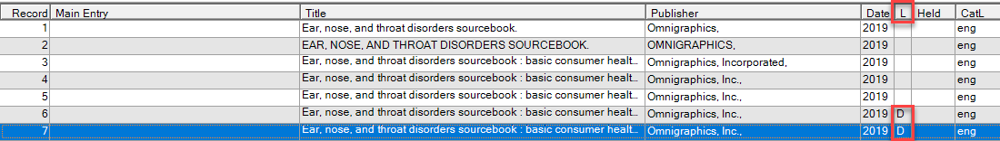 Record Main Entry Title Publisher Date L Held CatL
1 Ear, nose, and throat disorders sourcebook. Omnigraphics, 2019 eng
2 EAR, NOSE, AND THROAT DISORDERS SOURCEBOOK. OMNIGRAPHICS, 2019 eng
3 Ear, nose, and throat disorders sourcebook : basic consumer healt... Omnigraphics, Incorporated, 2019 eng
4 Ear, nose, and throat disorders sourcebook : basic consumer healt... Omnigraphics, Inc., 2019 eng
5 Ear, nose, and throat disorders sourcebook : basic consumer healt... Omnigraphics, Inc., 2019 eng
6 Ear, nose, and throat disorders sourcebook : basic consumer healt... Omnigraphics, Inc., 2019 D eng
7 Ear, nose, and throat disorders sourcebook : basic consumer healt... Omnigraphics, Inc., 2019 D eng